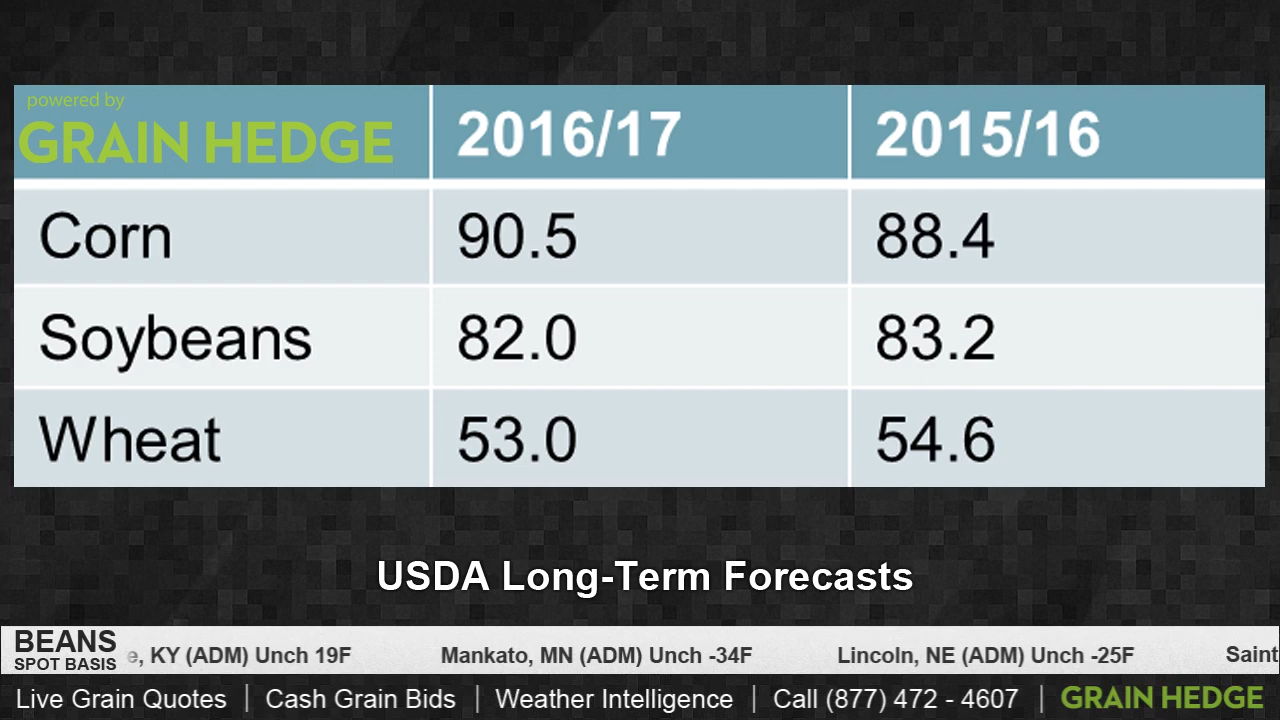 powered by
GRAIN HEDGE 2016/17 2015/16
Corn 90.5 88.4
Soybeans 82.0 83.2
Wheat 53.0 54.6
USDA Long-Term Forecasts
BEANS
SPOT BASIS e, KY (ADM) Unch 19F Mankato, MN (ADM) Unch -34F Lincoln, NE (ADM) Unch -25F Saint
Live Grain Quotes | Cash Grain Bids | Weather Intelligence | Call (877) 472 - 4607 | GRAIN HEDGE